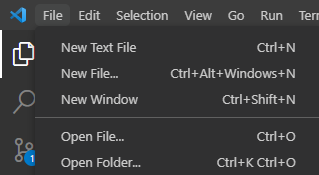 File Edit Selection View Go Run Ter
New Text File Ctrl+N
New File... Ctrl+Alt+Windows+N
New Window Ctrl+Shift+N
Open File... Ctrl+O
Open Folder... Ctrl+K Ctrl+O
1